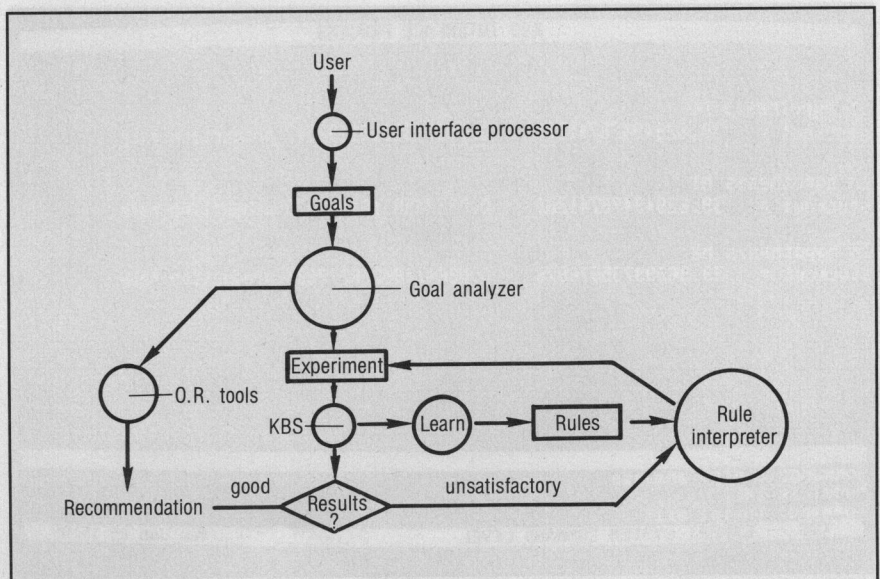 User
User interface processor
Goals
Goal analyzer
Experiment
O.R. tools
KBS
Learn
Rules
Rule
interpreter
good
unsatisfactory
Recommendation
Results
?